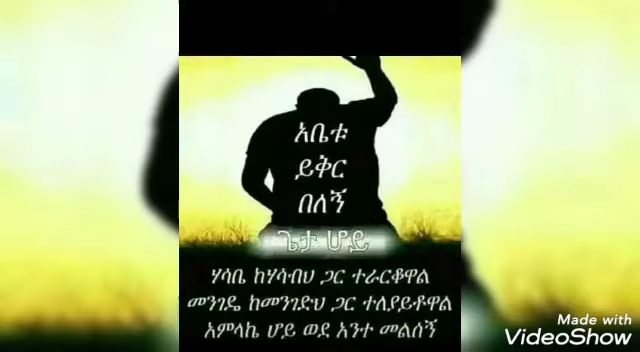 አቤቱ
ይቅር
በለኝ
ጌታ ሆይ
ሃሳቤ ከሃሳብህ ጋር ተራርቆዋል
መንገዴ ከመንገድህ ጋር ተለያይቶዋል
አምላኬ ሆይ ወደ አንተ መልሰኝ
Made with
VideoShow